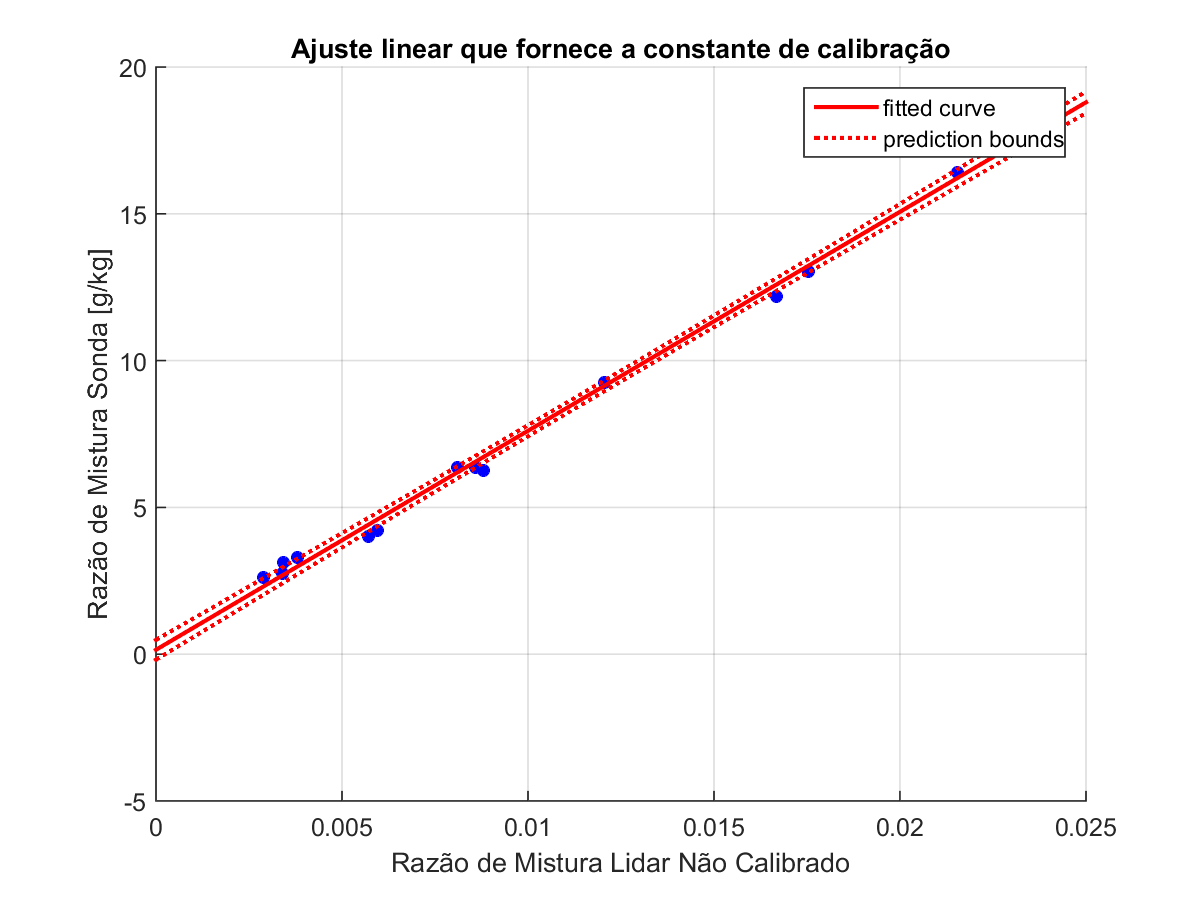 Ajuste linear que fornece a constante de calibração
fitted curve
prediction bounds
Razão de Mistura Sonda [g/kg]
20
15
10
5
0
-5
0 0.005 0.01 0.015 0.02 0.025
Razão de Mistura Lidar Não Calibrado